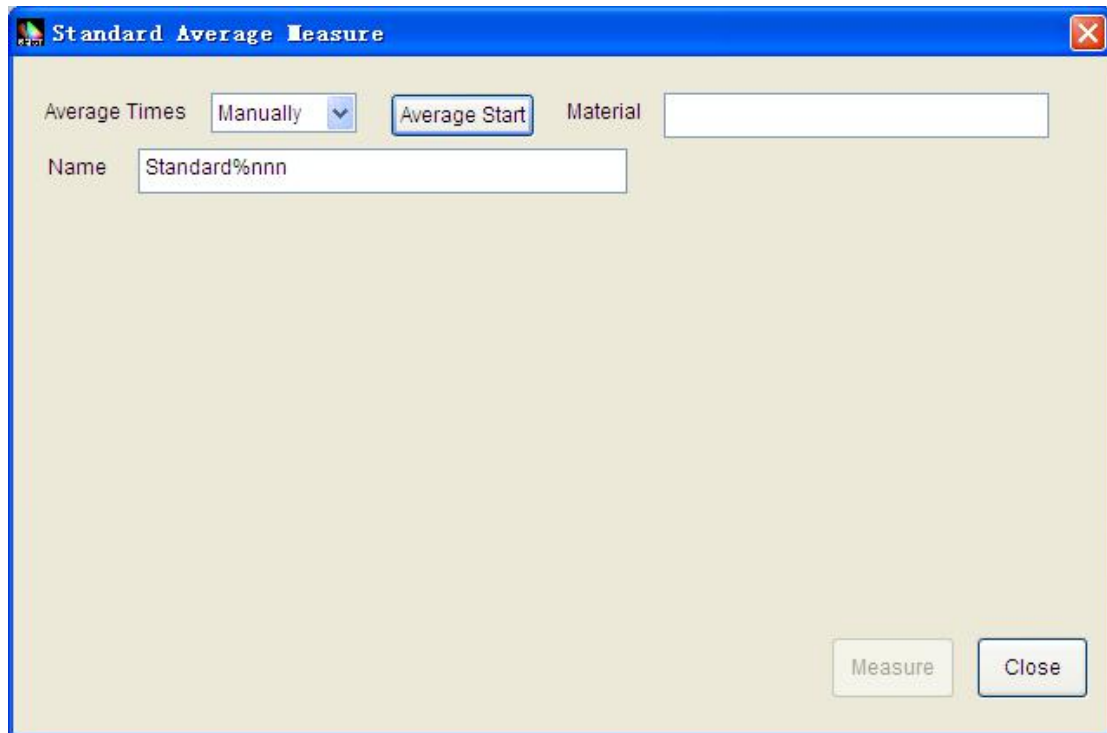 Standard Average Measure
Average Times Manually Average Start Material
Name Standard%nnn
Measure Close